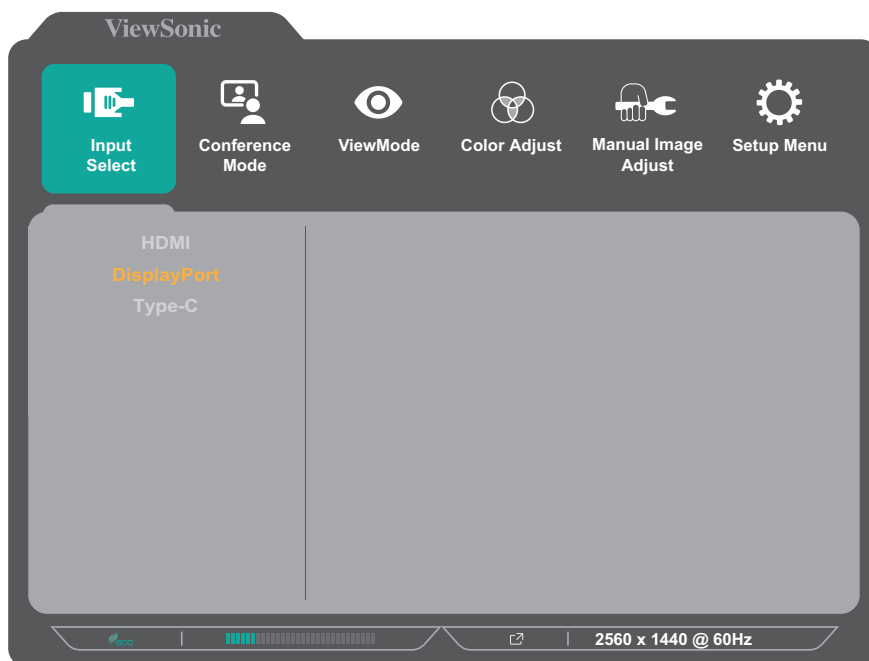 ViewSonic
Input
Select
Conference
Mode
ViewMode
Color Adjust
Manual Image
Adjust
Setup Menu
HDMI
DisplayPort
Type-C
eco
2560 x 1440 @ 60Hz